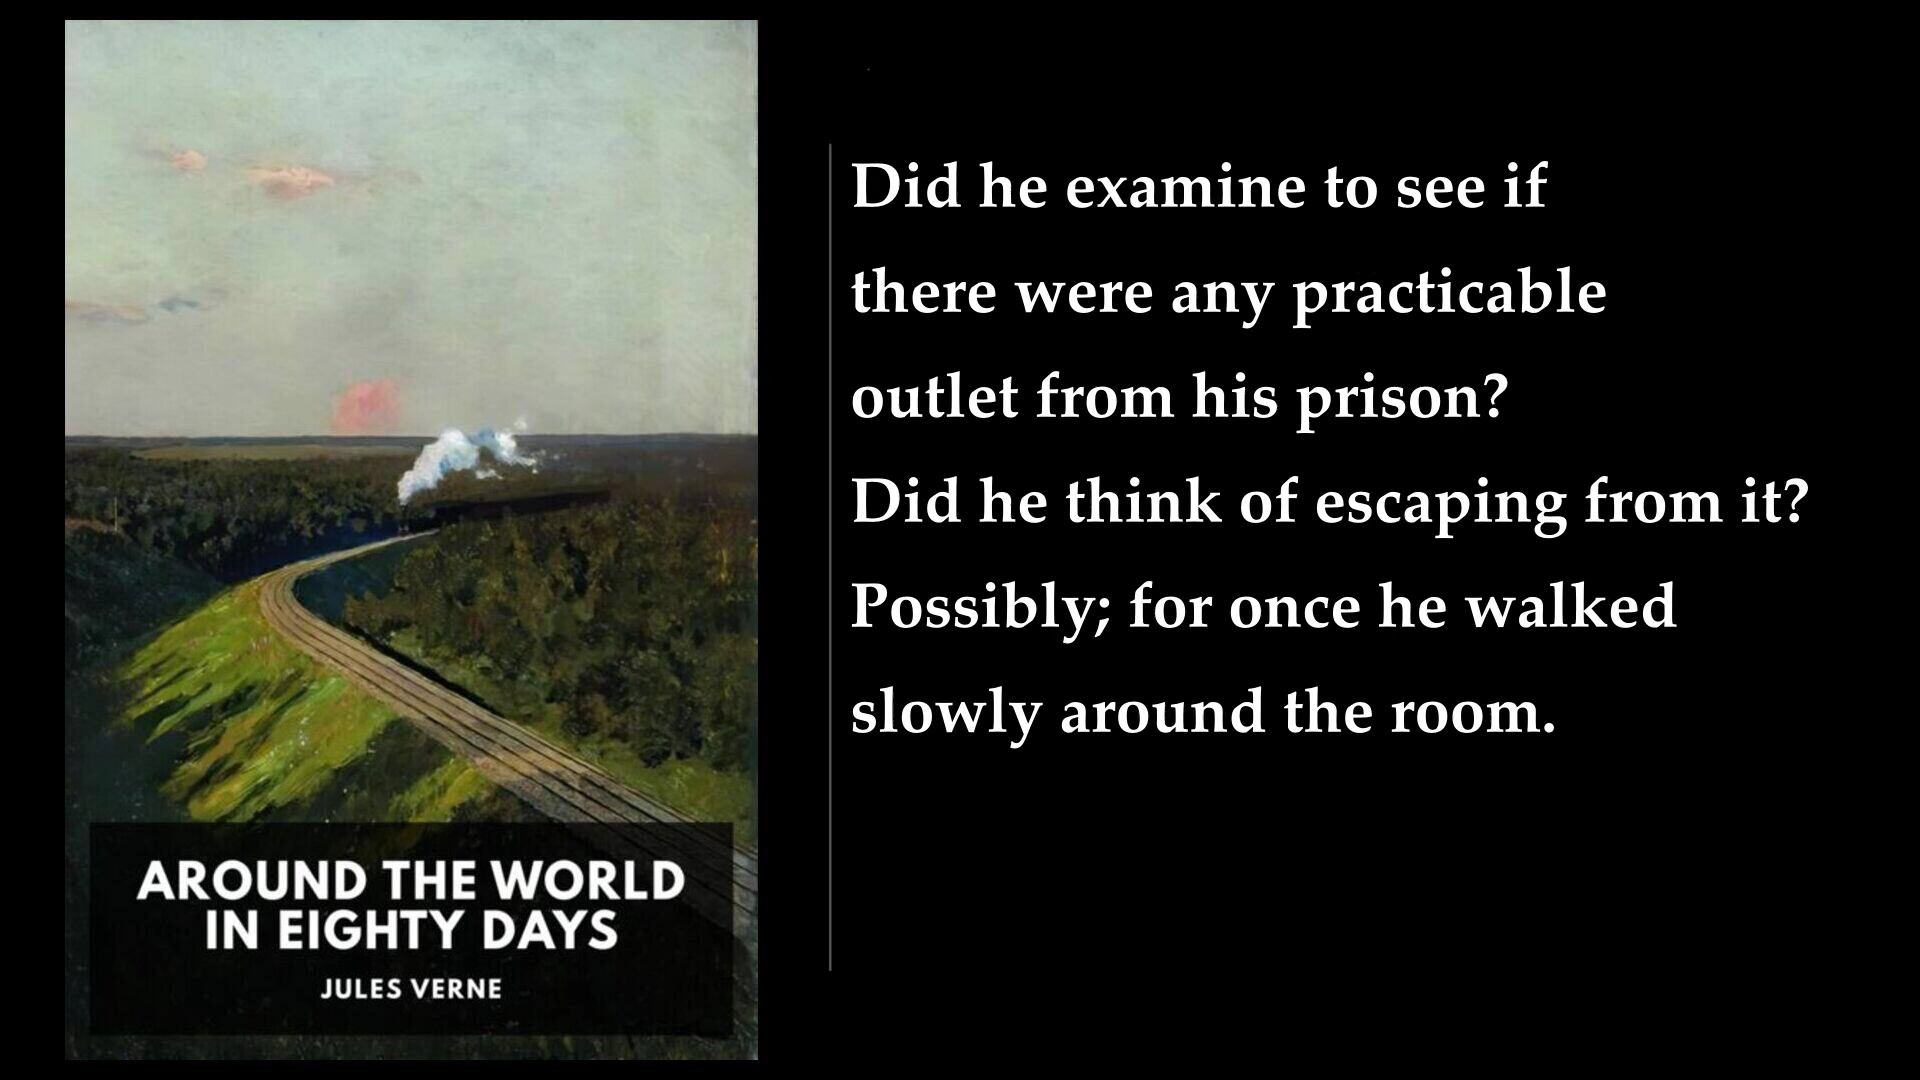 AROUND THE WORLD
IN EIGHTY DAYS
JULES VERNE
Did he examine to see if
there were any practicable
outlet from his prison?
Did he think of escaping from it?
Possibly; for once he walked
slowly around the room.